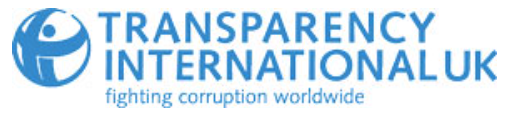 TRANSPARENCY
INTERNATIONAL UK
fighting corruption worldwide